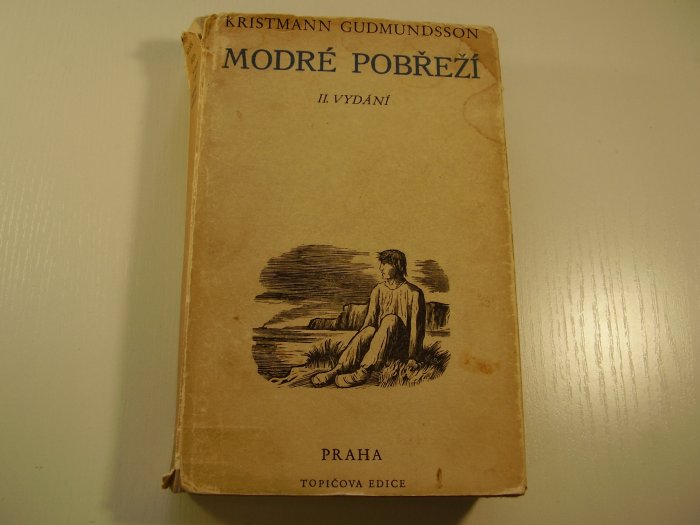 KRISTMANN GUDMUNDSSON
MODRÉ POBŘEŽÍ
II. VYDÁNÍ
PRAHA
TOPIČOVA EDICE